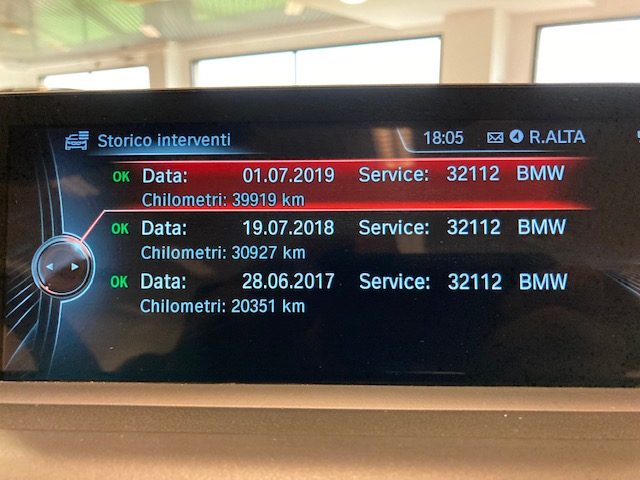 Storico interventi 18:05 R.ALTA
OK Data: 01.07.2019 Service: 32112 BMW
Chilometri: 39919 km
OK Data: 19.07.2018 Service: 32112 BMW
Chilometri: 30927 km
OK Data: 28.06.2017 Service: 32112 BMW
Chilometri: 20351 km